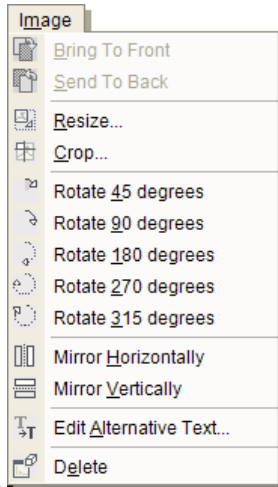 Image
Bring To Front
Send To Back
Resize...
Crop...
Rotate 45 degrees
Rotate 90 degrees
Rotate 180 degrees
Rotate 270 degrees
Rotate 315 degrees
Mirror Horizontally
Mirror Vertically
Edit Alternative Text...
Delete